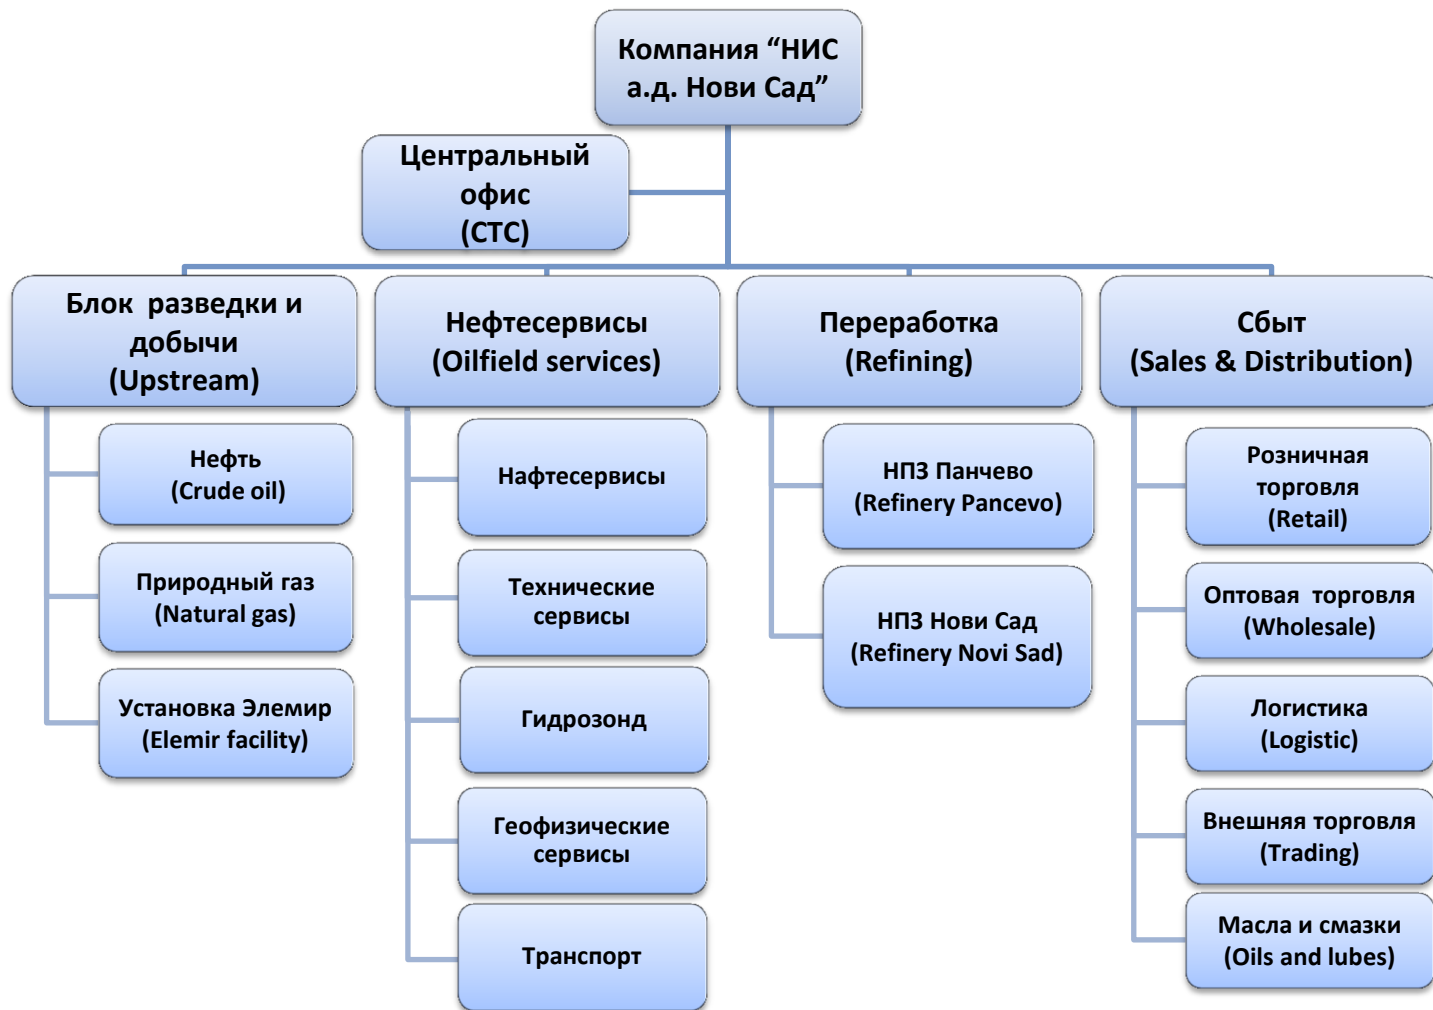 Компания “НИС
а.д. Нови Сад”
Центральный
офис
(СТС)
Блок разведки и
добычи
(Upstream)
Нефтесервисы
(Oilfield services)
Переработка
(Refining)
Сбыт
(Sales & Distribution)
Нефть
(Crude oil)
Природный газ
(Natural gas)
Установка Элемир
(Elemir facility)
Нафтесервисы
Технические
сервисы
Гидрозонд
Геофизические
сервисы
Транспорт
НПЗ Панчево
(Refinery Pancevo)
НПЗ Нови Сад
(Refinery Novi Sad)
Розничная
торговля
(Retail)
Оптовая торговля
(Wholesale)
Логистика
(Logistic)
Внешняя торговля
(Trading)
Масла и смазки
(Oils and lubes)